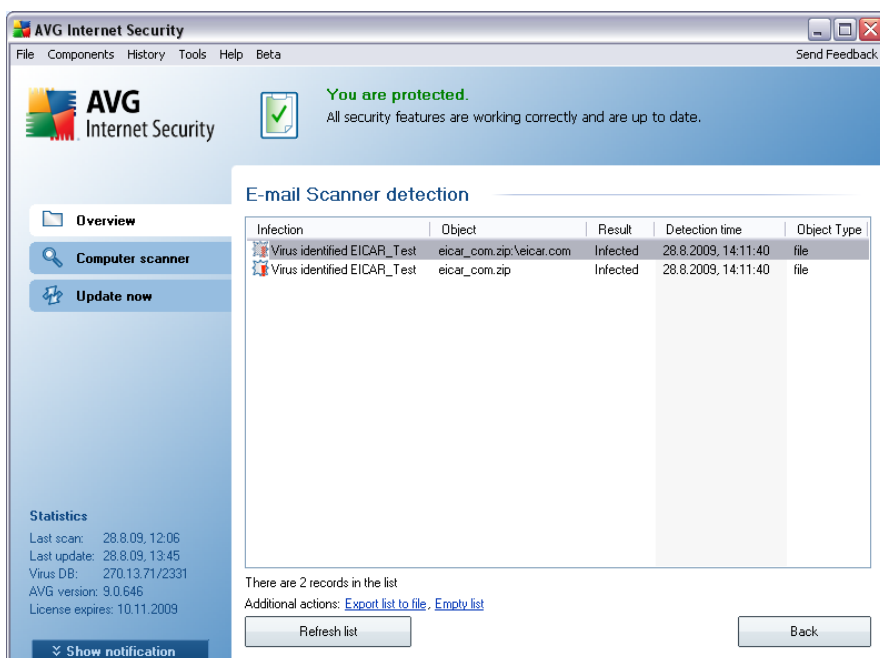 AVG Internet Security
File Components History Tools Help Beta Send Feedback
AVG
Internet Security
You are protected.
All security features are working correctly and are up to date.
Overview
Computer scanner
Update now
E-mail Scanner detection
Infection Object Result Detection time Object Type
Virus identified EICAR_Test eicar_com.zip:\eicar.com Infected 28.8.2009, 14:11:40 file
Virus identified EICAR_Test eicar_com.zip Infected 28.8.2009, 14:11:40 file
Statistics
Last scan: 28.8.09, 12:06
Last update: 28.8.09, 13:45
Virus DB: 270.13.71/2331
AVG version: 9.0.646
License expires: 10.11.2009
Show notification
There are 2 records in the list
Additional actions: Export list to file, Empty list
Refresh list Back